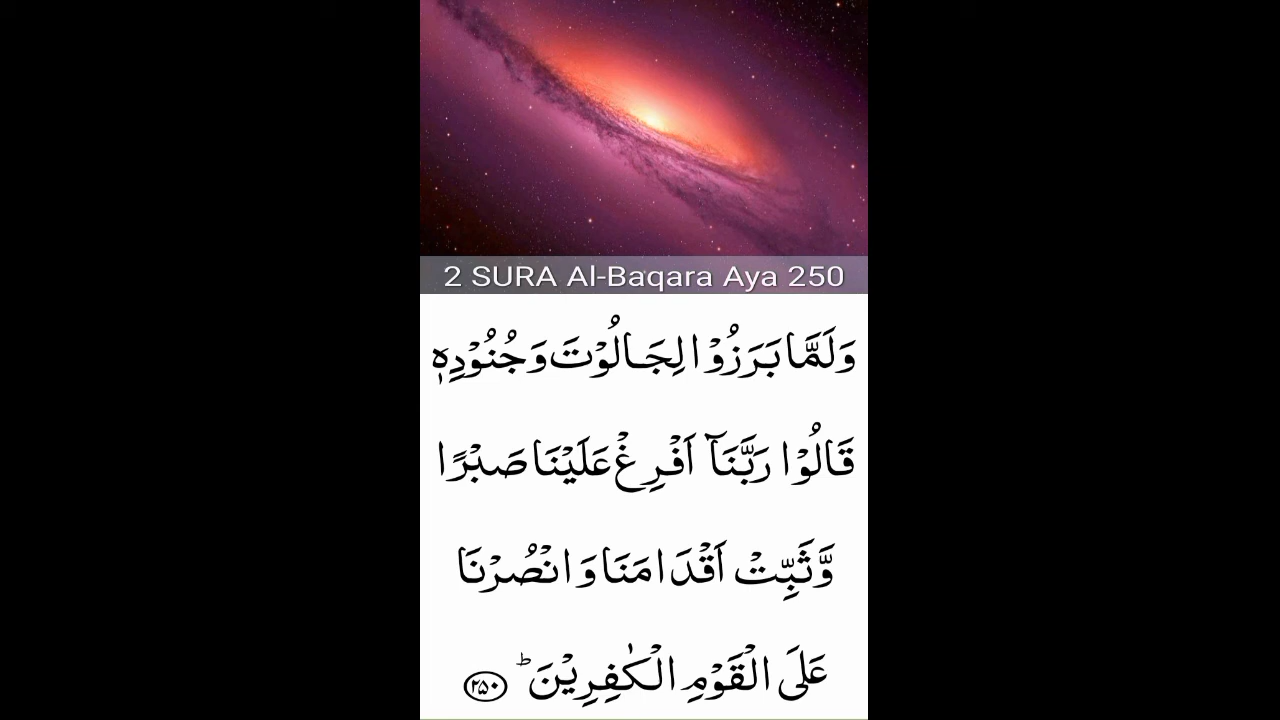 2 SURA Al-Baqara Aya 250
وَلَمَّا بَرَزُوْا لِجَالُوْتَ وَجُنُوْدِهٖ
قَالُوْا رَبَّنَآ اَفْرِغْ عَلَيْنَا صَبْرًا
وَّثَبِّتْ اَقْدَامَنَا وَانْصُرْنَا
عَلَى الْقَوْمِ الْكٰفِرِيْنَ ؕ ۲۵۰